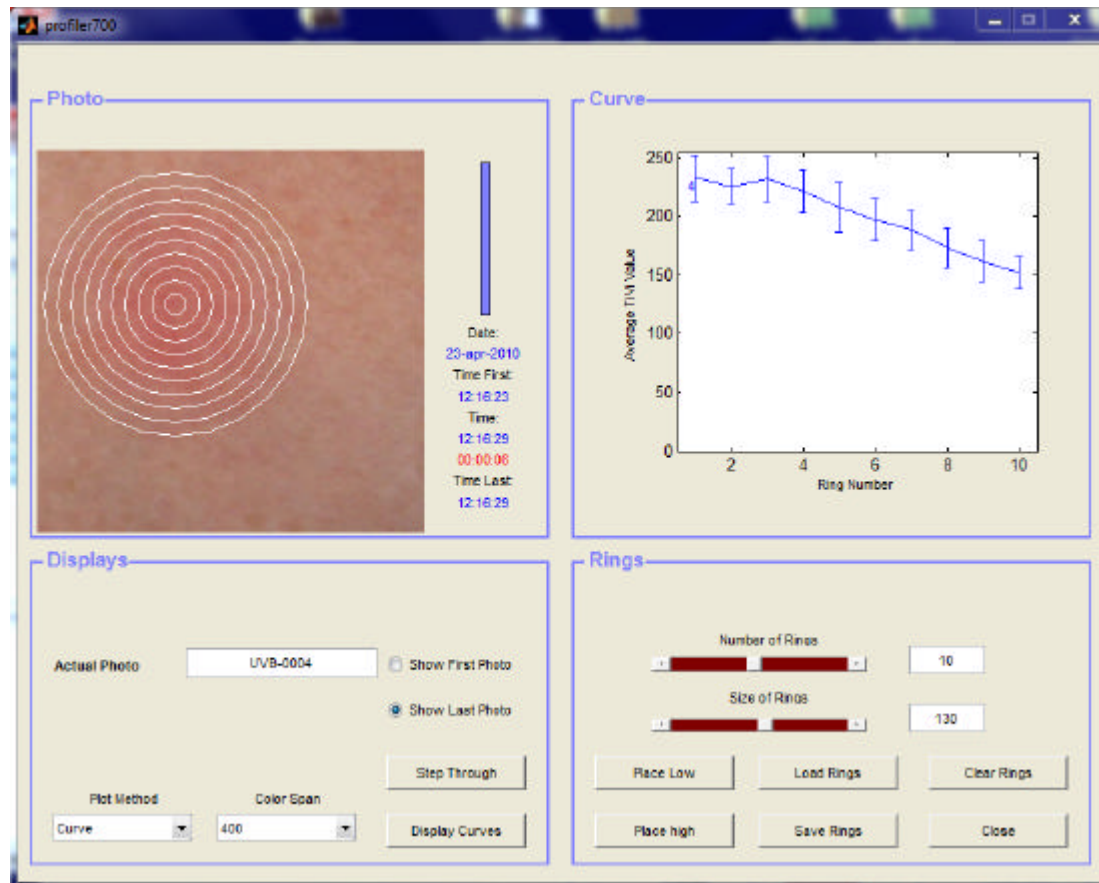 profiler700
Photo
Date:
23-apr-2010
Time First:
12:16:23
Time:
12:16:29
00:00:06
Time Last:
12:16:29
Curve
250
200
150
100
50
0
2 4 6 8 10
Average TiVi Value
Ring Number
4
Displays
Actual Photo UVB-0004
Show First Photo
Show Last Photo
Step Through
Plot Method Color Span
Curve 400 Display Curves
Rings
Number of Rings
10
Size of Rings
130
Place Low Load Rings Clear Rings
Place high Save Rings Close